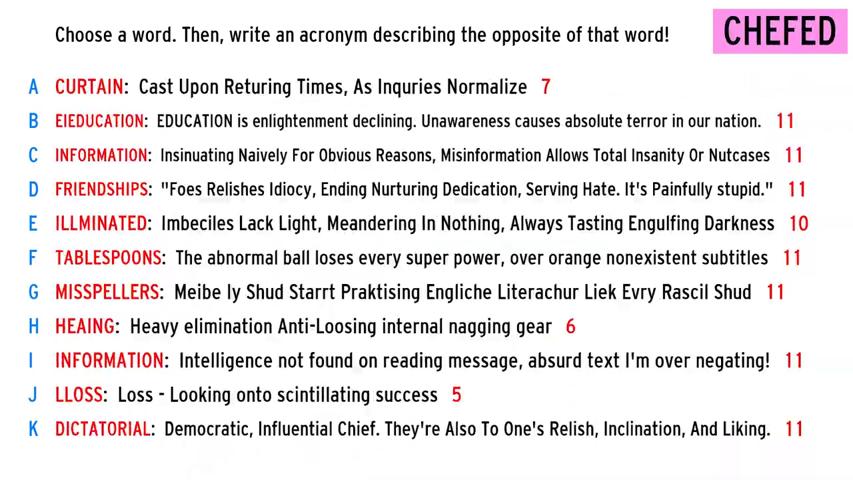 Choose a word. Then, write an acronym describing the opposite of that word!
CHEFED
A CURTAIN: Cast Upon Returing Times, As Inquries Normalize 7
B EIEDUCATION: EDUCATION is enlightenment declining. Unawareness causes absolute terror in our nation. 11
C INFORMATION: Insinuating Naively For Obvious Reasons, Misinformation Allows Total Insanity Or Nutcases 11
D FRIENDSHIPS: "Foes Relishes Idiocy, Ending Nurturing Dedication, Serving Hate. It's Painfully stupid." 11
E ILLMINATED: Imbeciles Lack Light, Meandering In Nothing, Always Tasting Engulfing Darkness 10
F TABLESPOONS: The abnormal ball loses every super power, over orange nonexistent subtitles 11
G MISSPELLERS: Meibe Iy Shud Starrt Praktising Engliche Literachur Liek Evry Rascil Shud 11
H HEAING: Heavy elimination Anti-Loosing internal nagging gear 6
I INFORMATION: Intelligence not found on reading message, absurd text I'm over negating! 11
J LLOSS: Loss - Looking onto scintillating success 5
K DICTATORIAL: Democratic, Influential Chief. They're Also To One's Relish, Inclination, And Liking. 11